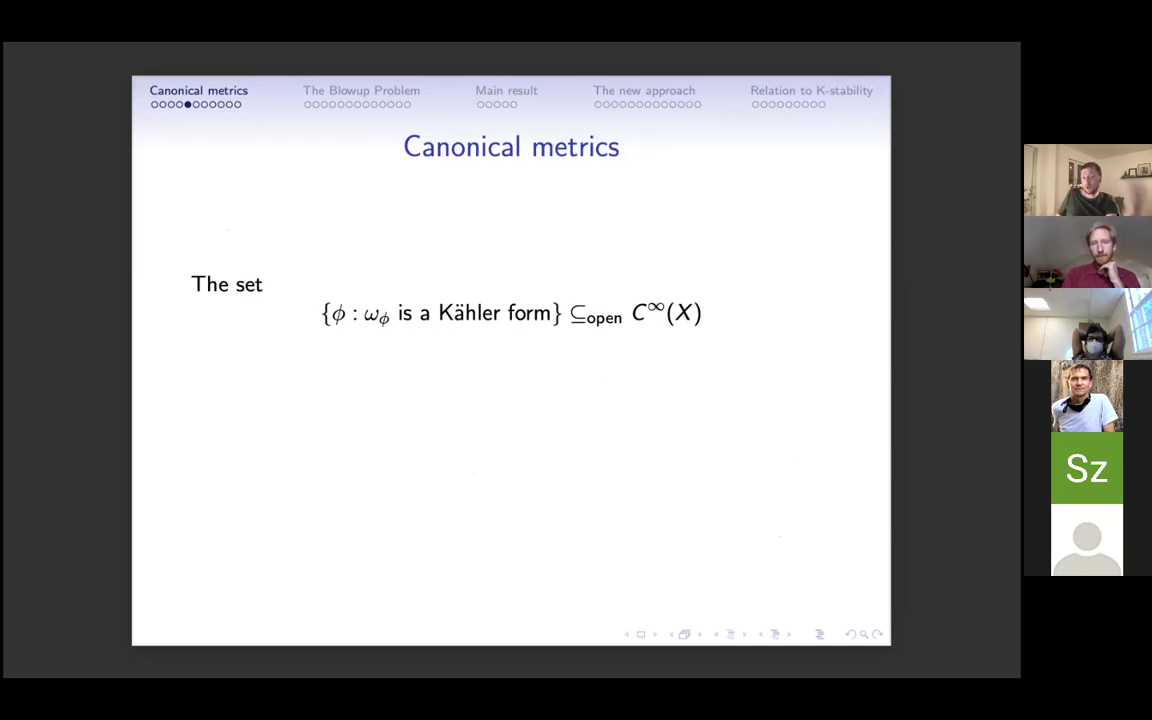 Canonical metrics
The Blowup Problem
Main result
The new approach
Relation to K-stability
Canonical metrics
The set
{ϕ : ω_ϕ is a Kähler form} ⊆_open C^∞(X)
Sz